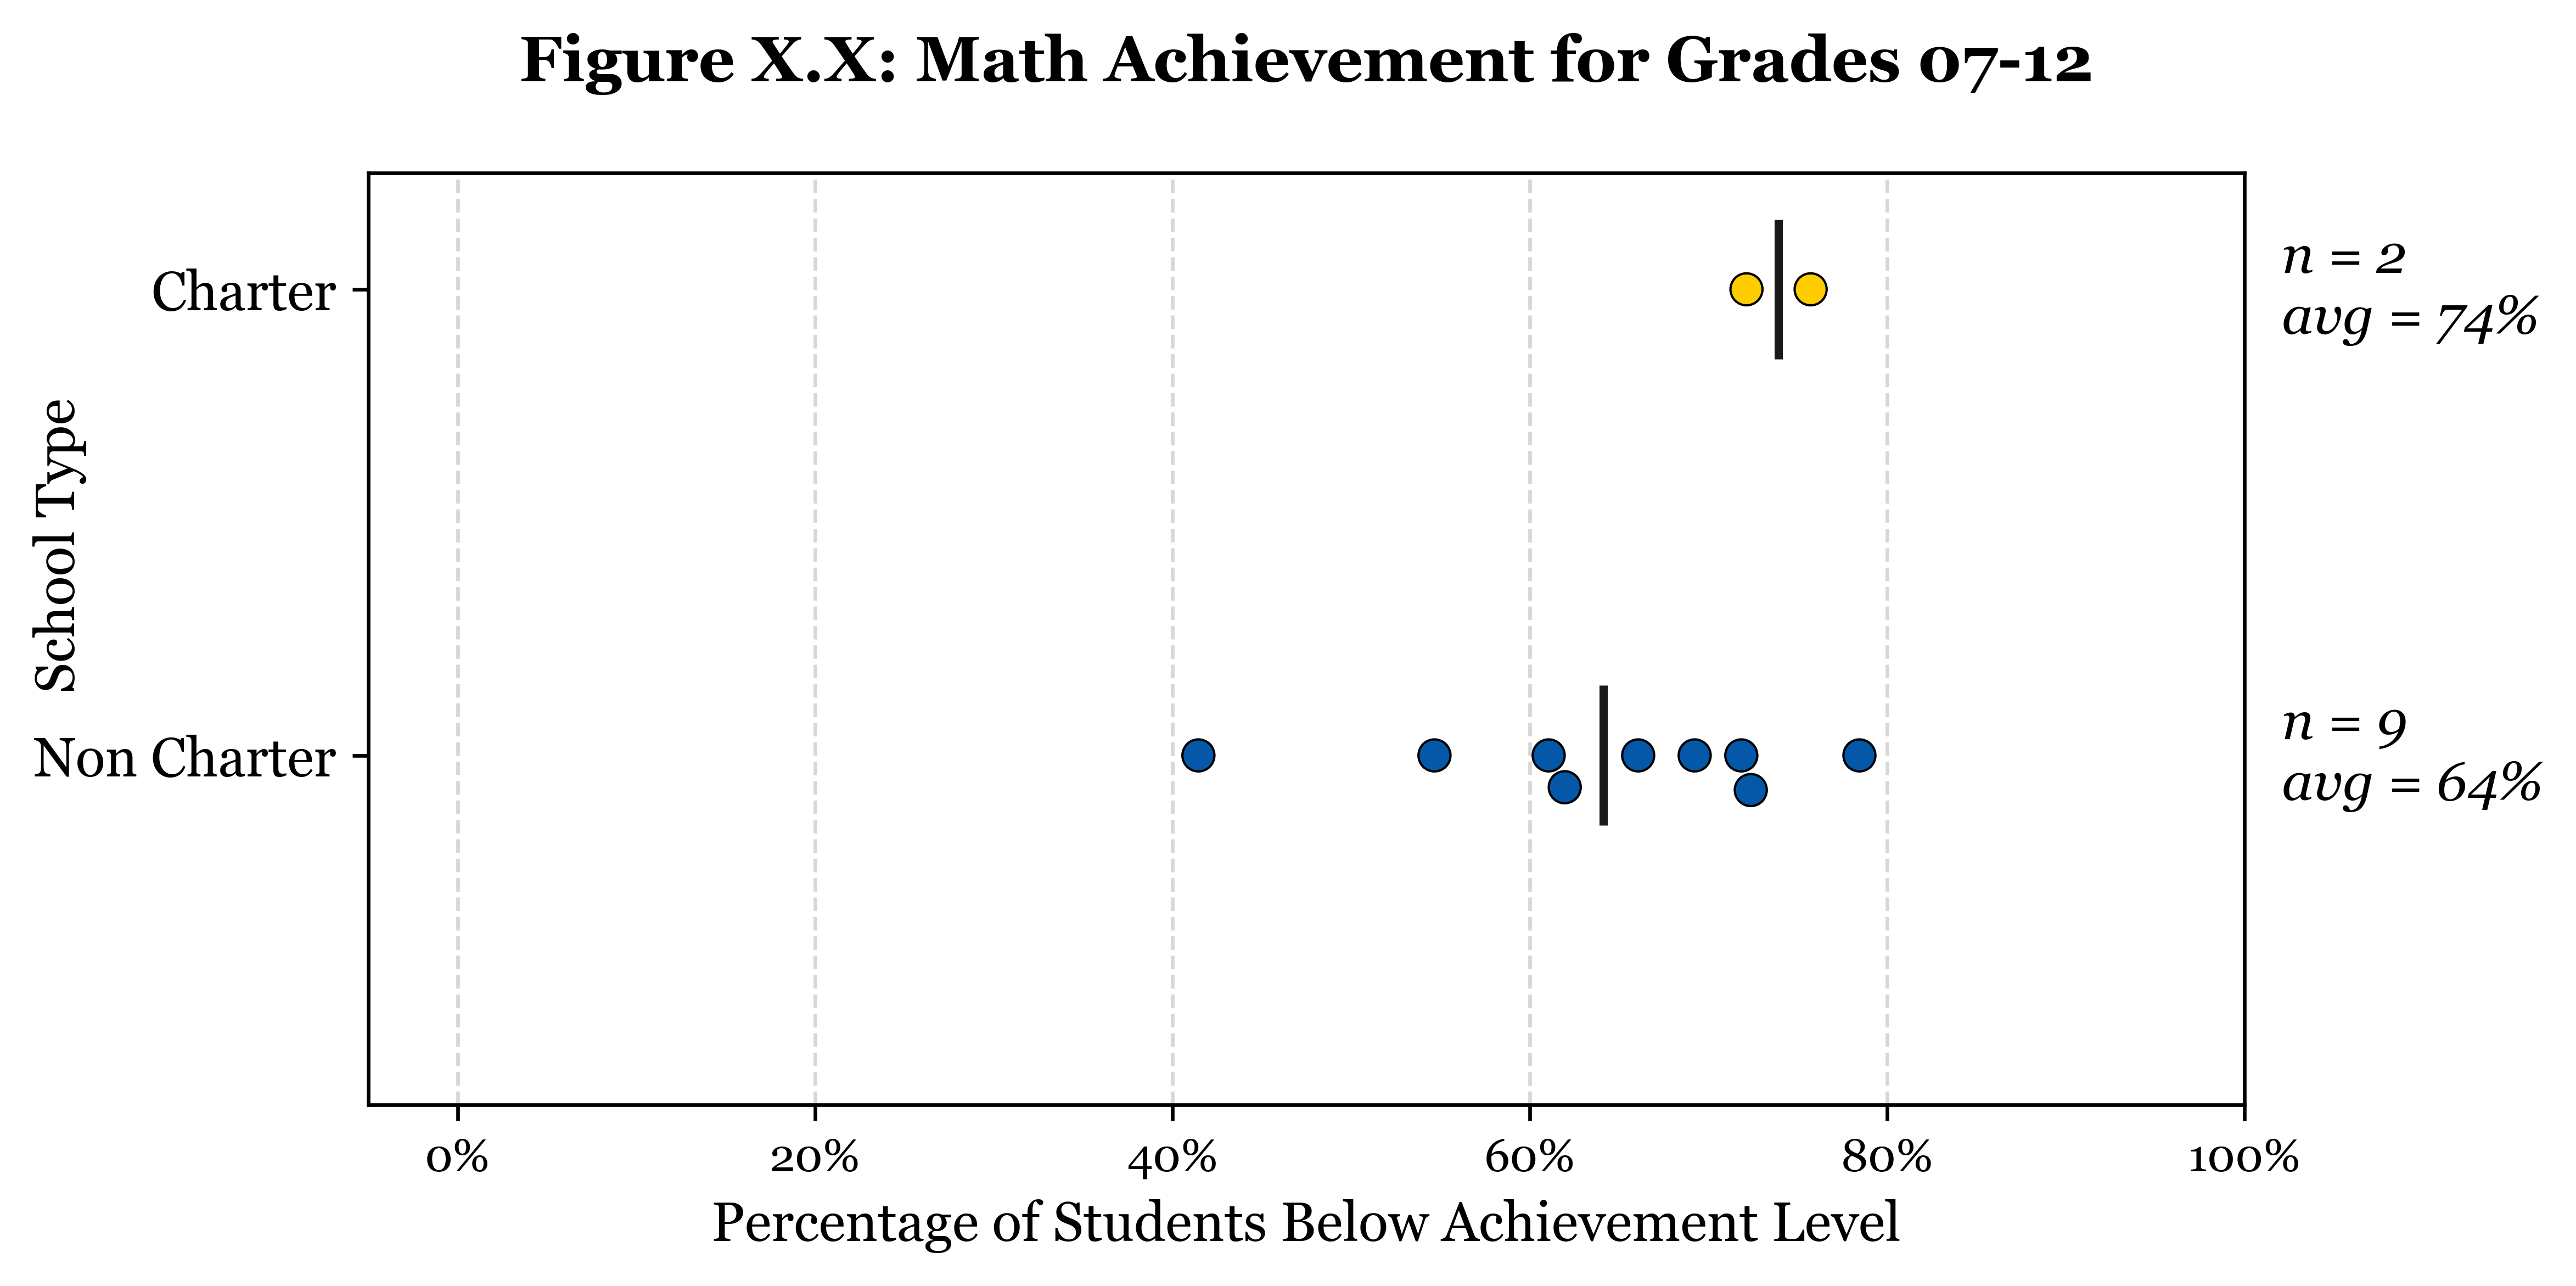 Figure X.X: Math Achievement for Grades 07-12
School Type
Charter
n = 2
avg = 74%
Non Charter
n = 9
avg = 64%
0% 20% 40% 60% 80% 100%
Percentage of Students Below Achievement Level